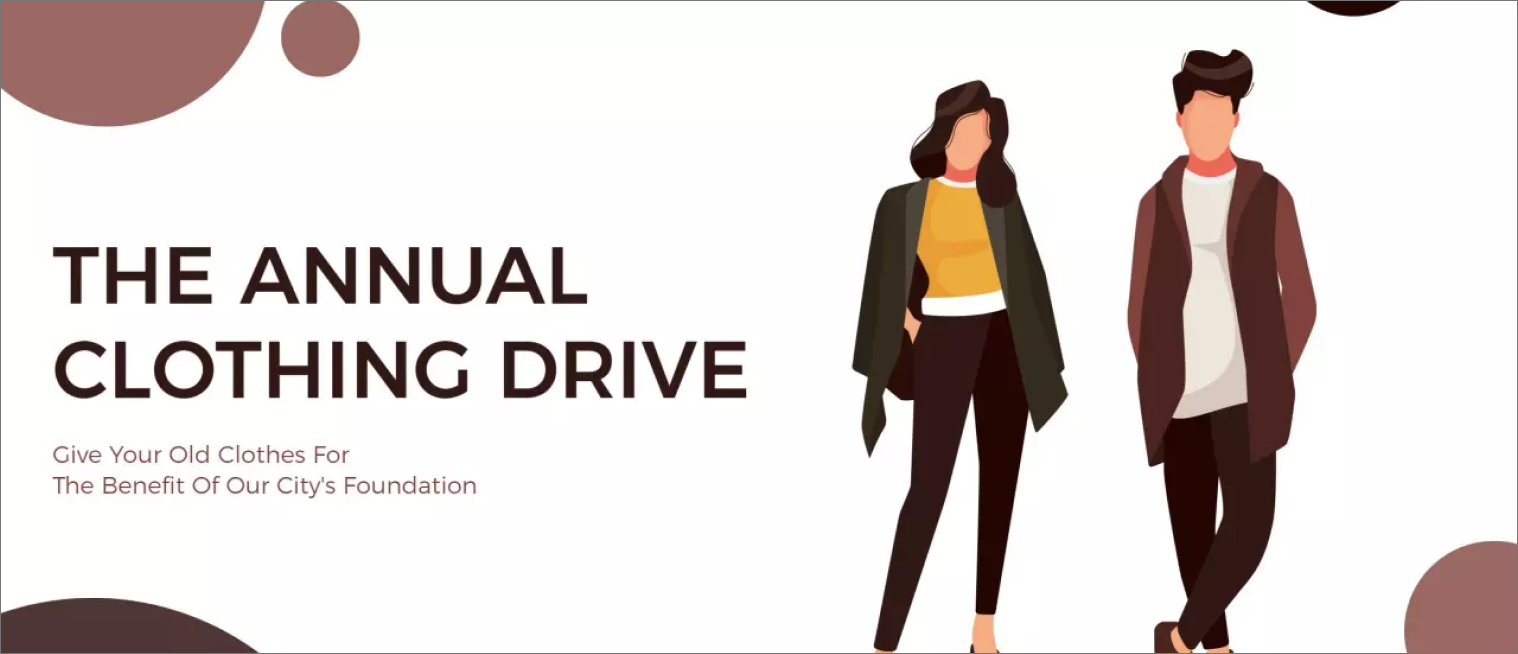 THE ANNUAL
CLOTHING DRIVE
Give Your Old Clothes For
The Benefit Of Our City's Foundation